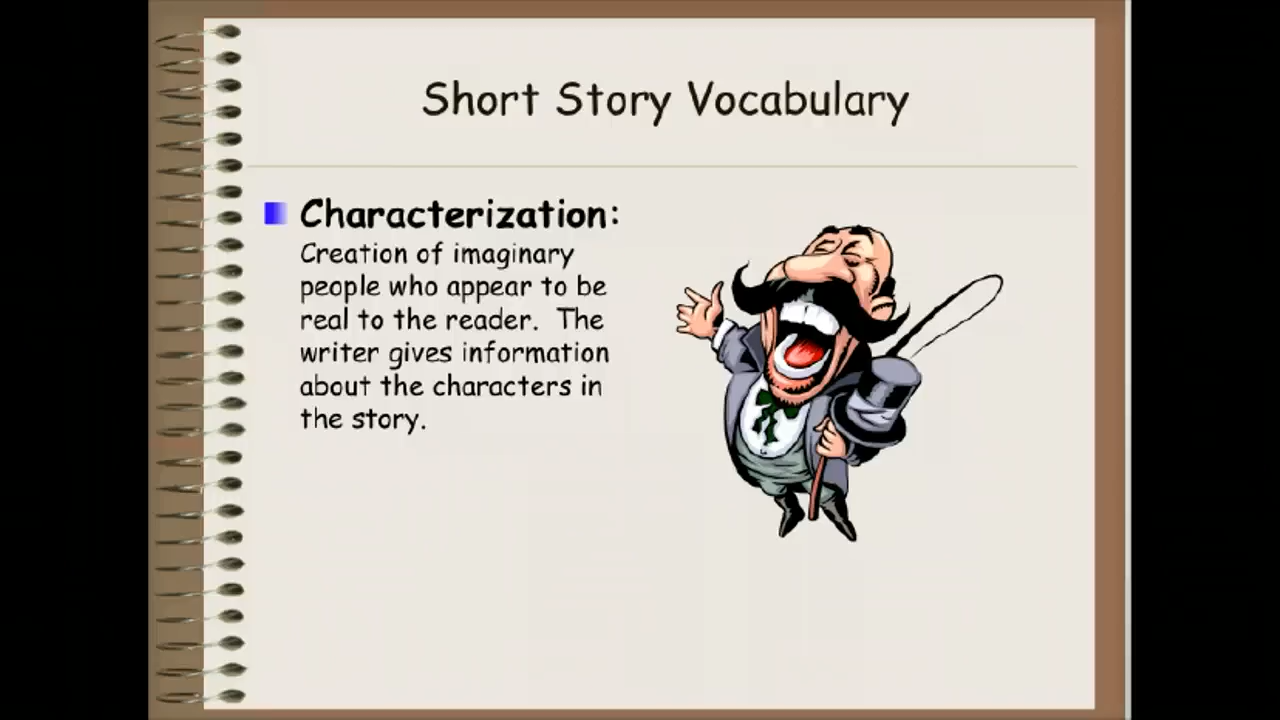 Short Story Vocabulary
Characterization:
Creation of imaginary
people who appear to be
real to the reader.  The
writer gives information
about the characters in
the story.